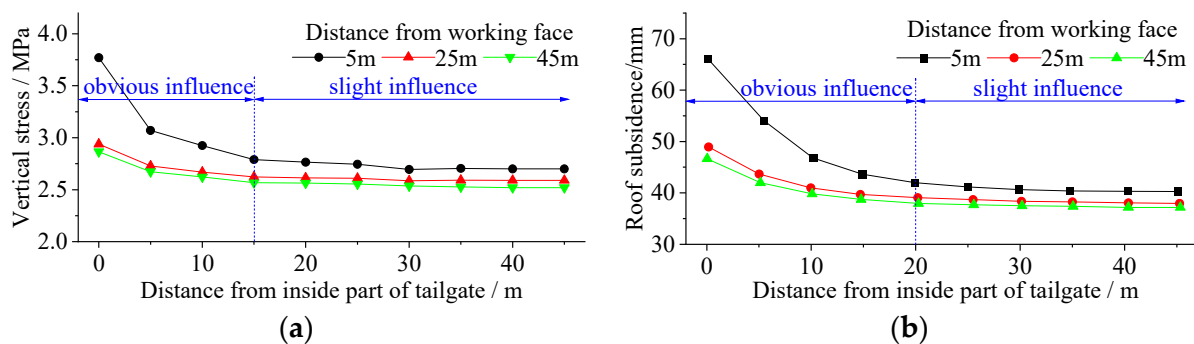 Vertical stress / MPa
4.0
3.5
3.0
2.5
2.0
Distance from working face
5m 25m 45m
obvious influence slight influence
0 10 20 30 40
Distance from inside part of tailgate / m
(a)
Roof subsidence/mm
70
60
50
40
30
Distance from working face
5m 25m 45m
obvious influence slight influence
0 10 20 30 40
Distance from inside part of tailgate / m
(b)